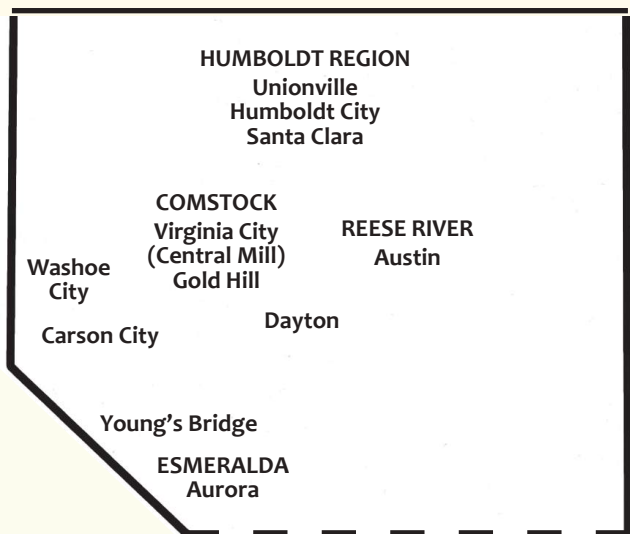 HUMBOLDT REGION
Unionville
Humboldt City
Santa Clara
COMSTOCK
Virginia City
(Central Mill)
Gold Hill
REESE RIVER
Austin
Washoe
City
Carson City
Dayton
Young's Bridge
ESMERALDA
Aurora